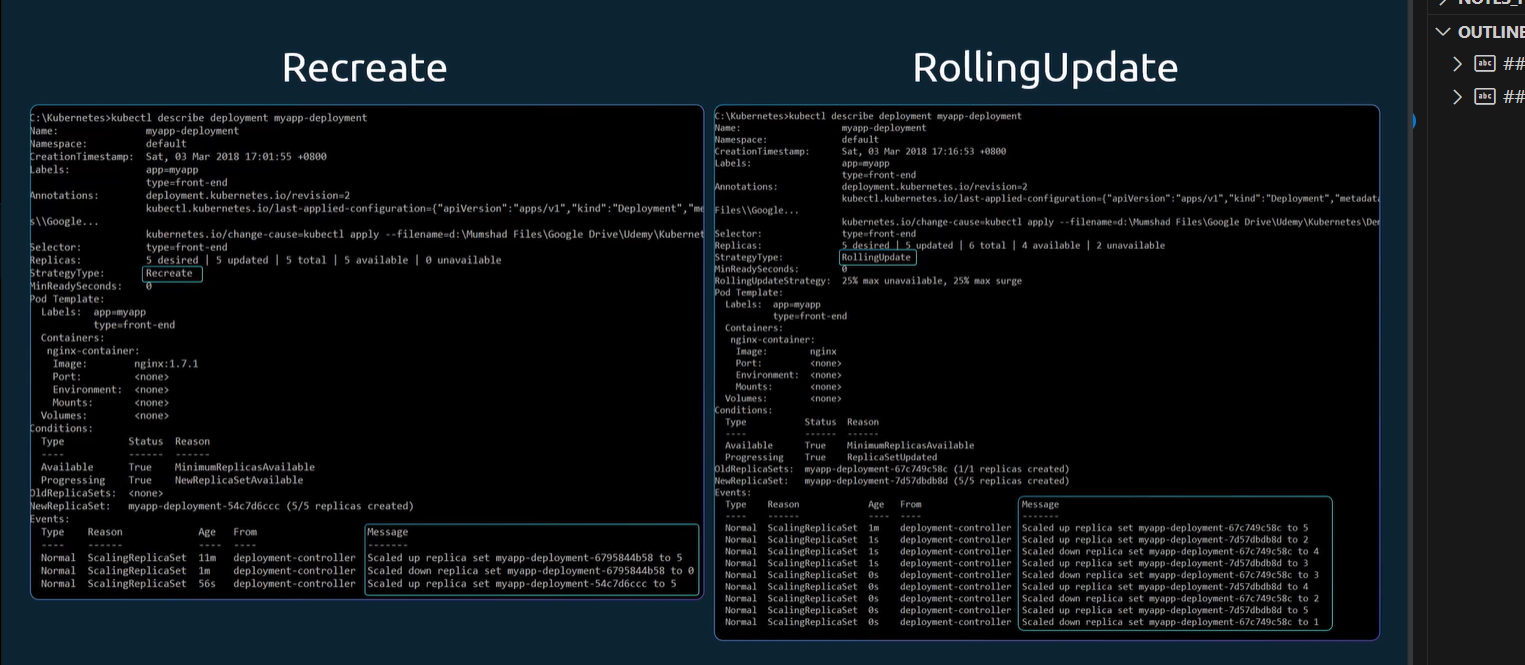 Recreate
C:\Kubernetes>kubectl describe deployment myapp-deployment
Name: myapp-deployment
Namespace: default
CreationTimestamp: Sat, 03 Mar 2018 17:01:55 +0800
Labels: app=myapp
type=front-end
Annotations: deployment.kubernetes.io/revision=2
kubectl.kubernetes.io/last-applied-configuration={"apiVersion":"apps/v1","kind":"Deployment","me
s\\Google...
kubernetes.io/change-cause=kubectl apply --filename=d:\Mumshad Files\Google Drive\Udemy\Kubernet
Selector: type=front-end
Replicas: 5 desired | 5 updated | 5 total | 5 available | 0 unavailable
StrategyType: Recreate
MinReadySeconds: 0
Pod Template:
Labels: app=myapp
type=front-end
Containers:
nginx-container:
Image: nginx:1.7.1
Port: <none>
Environment: <none>
Mounts: <none>
Volumes: <none>
Conditions:
Type Status Reason
---- ------ ------
Available True MinimumReplicasAvailable
Progressing True NewReplicaSetAvailable
OldReplicaSets: <none>
NewReplicaSet: myapp-deployment-54c7d6ccc (5/5 replicas created)
Events:
Type Reason Age From Message
---- ------ ---- ---- -------
Normal ScalingReplicaSet 11m deployment-controller Scaled up replica set myapp-deployment-6795844b58 to 5
Normal ScalingReplicaSet 1m deployment-controller Scaled down replica set myapp-deployment-6795844b58 to 0
Normal ScalingReplicaSet 56s deployment-controller Scaled up replica set myapp-deployment-54c7d6ccc to 5
RollingUpdate
C:\Kubernetes>kubectl describe deployment myapp-deployment
Name: myapp-deployment
Namespace: default
CreationTimestamp: Sat, 03 Mar 2018 17:16:53 +0800
Labels: app=myapp
type=front-end
Annotations: deployment.kubernetes.io/revision=2
kubectl.kubernetes.io/last-applied-configuration={"apiVersion":"apps/v1","kind":"Deployment","metadata
Files\\Google...
kubernetes.io/change-cause=kubectl apply --filename=d:\Mumshad Files\Google Drive\Udemy\Kubernetes\Dem
Selector: type=front-end
Replicas: 5 desired | 5 updated | 6 total | 4 available | 2 unavailable
StrategyType: RollingUpdate
MinReadySeconds: 0
RollingUpdateStrategy: 25% max unavailable, 25% max surge
Pod Template:
Labels: app=myapp
type=front-end
Containers:
nginx-container:
Image: nginx
Port: <none>
Environment: <none>
Mounts: <none>
Volumes: <none>
Conditions:
Type Status Reason
---- ------ ------
Available True MinimumReplicasAvailable
Progressing True ReplicaSetUpdated
OldReplicaSets: myapp-deployment-67c749c58c (1/1 replicas created)
NewReplicaSet: myapp-deployment-7d57dbdb8d (5/5 replicas created)
Events:
Type Reason Age From Message
---- ------ ---- ---- -------
Normal ScalingReplicaSet 1m deployment-controller Scaled up replica set myapp-deployment-67c749c58c to 5
Normal ScalingReplicaSet 1s deployment-controller Scaled up replica set myapp-deployment-7d57dbdb8d to 2
Normal ScalingReplicaSet 1s deployment-controller Scaled down replica set myapp-deployment-67c749c58c to 4
Normal ScalingReplicaSet 1s deployment-controller Scaled up replica set myapp-deployment-7d57dbdb8d to 3
Normal ScalingReplicaSet 0s deployment-controller Scaled down replica set myapp-deployment-67c749c58c to 3
Normal ScalingReplicaSet 0s deployment-controller Scaled up replica set myapp-deployment-7d57dbdb8d to 4
Normal ScalingReplicaSet 0s deployment-controller Scaled down replica set myapp-deployment-67c749c58c to 2
Normal ScalingReplicaSet 0s deployment-controller Scaled up replica set myapp-deployment-7d57dbdb8d to 5
Normal ScalingReplicaSet 0s deployment-controller Scaled down replica set myapp-deployment-67c749c58c to 1
OUTLINE
abc ##
abc ##